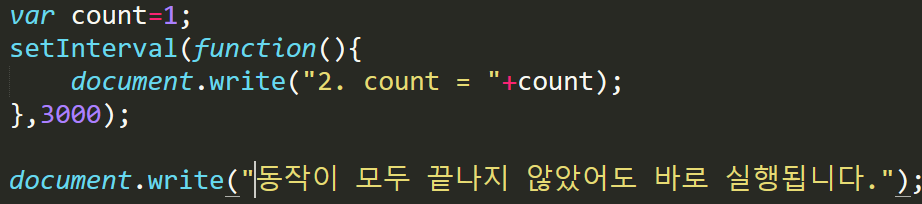 var count=1;
setInterval(function(){
document.write("2. count = "+count);
},3000);
document.write("동작이 모두 끝나지 않았어도 바로 실행됩니다.");